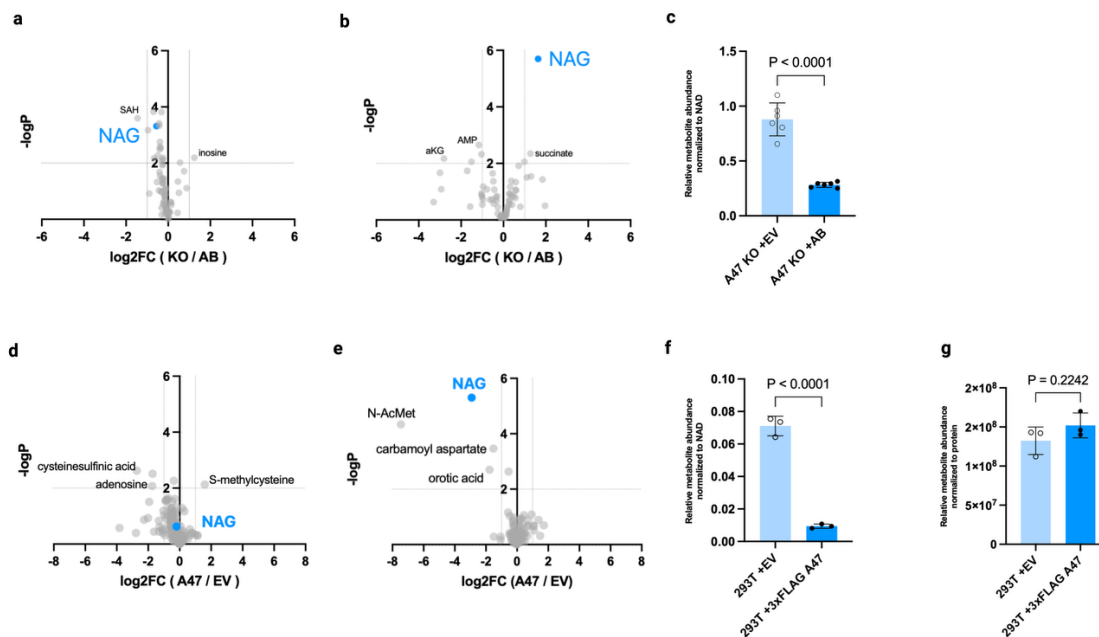 a
6
-logP
4
SAH
NAG
inosine
2
-6
-4
-2
0
2
4
6
log2FC ( KO / AB )
b
6
NAG
-logP
4
AMP
aKG
succinate
2
-6
-4
-2
0
2
4
6
log2FC ( KO / AB )
c
Relative metabolite abundance
normalized to NAD
1.5
1.0
0.5
0.0
P < 0.0001
A47 KO +EV
A47 KO +AB
d
6
-logP
4
cysteinesulfinic acid
adenosine
S-methylcysteine
2
NAG
-8
-6
-4
-2
0
2
4
6
8
log2FC ( A47 / EV )
e
NAG
6
N-AcMet
-logP
4
carbamoyl aspartate
orotic acid
2
-8
-6
-4
-2
0
2
4
6
8
log2FC (A47 / EV)
f
Relative metabolite abundance
normalized to NAD
0.10
0.08
0.06
0.04
0.02
0.00
P < 0.0001
293T +EV
293T +3xFLAG A47
g
Relative metabolite abundance
normalized to protein
2×10⁸
2×10⁸
1×10⁸
5×10⁷
0
P = 0.2242
293T +EV
293T +3xFLAG A47